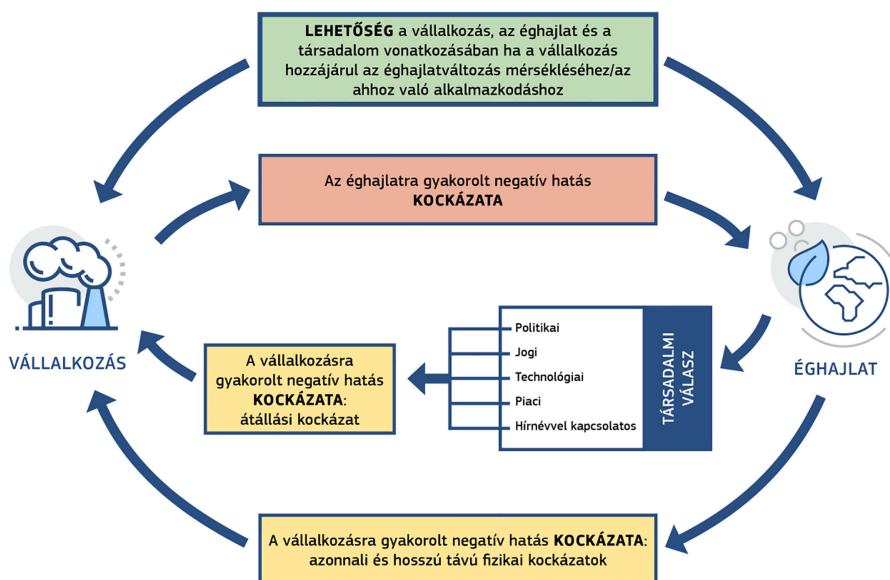 LEHETŐSÉG a vállalkozás, az éghajlat és a
társadalom vonatkozásában ha a vállalkozás
hozzájárul az éghajlatváltozás mérsékléséhez/az
ahhoz való alkalmazkodáshoz
Az éghajlatra gyakorolt negatív hatás
KOCKÁZATA
VÁLLALKOZÁS
A vállalkozásra
gyakorolt negatív hatás
KOCKÁZATA:
átállási kockázat
Politikai
Jogi
Technológiai
Piaci
Hírnévvel kapcsolatos
TÁRSADALMI
VÁLASZ
ÉGHAJLAT
A vállalkozásra gyakorolt negatív hatás KOCKÁZATA:
azonnali és hosszú távú fizikai kockázatok